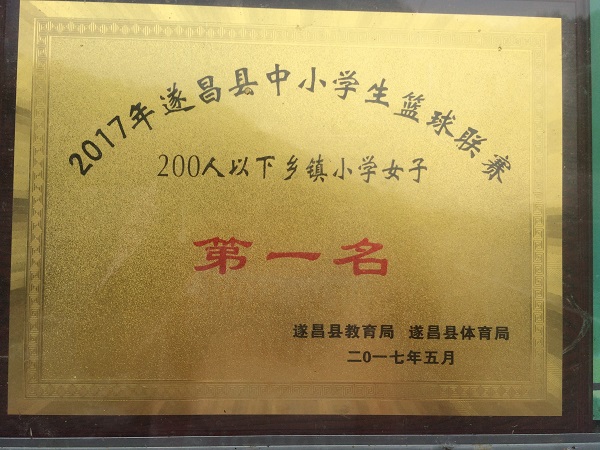 2017年遂昌县中小学生篮球联赛
200人以下乡镇小学女子
第一名
遂昌县教育局 遂昌县体育局
二0一七年五月